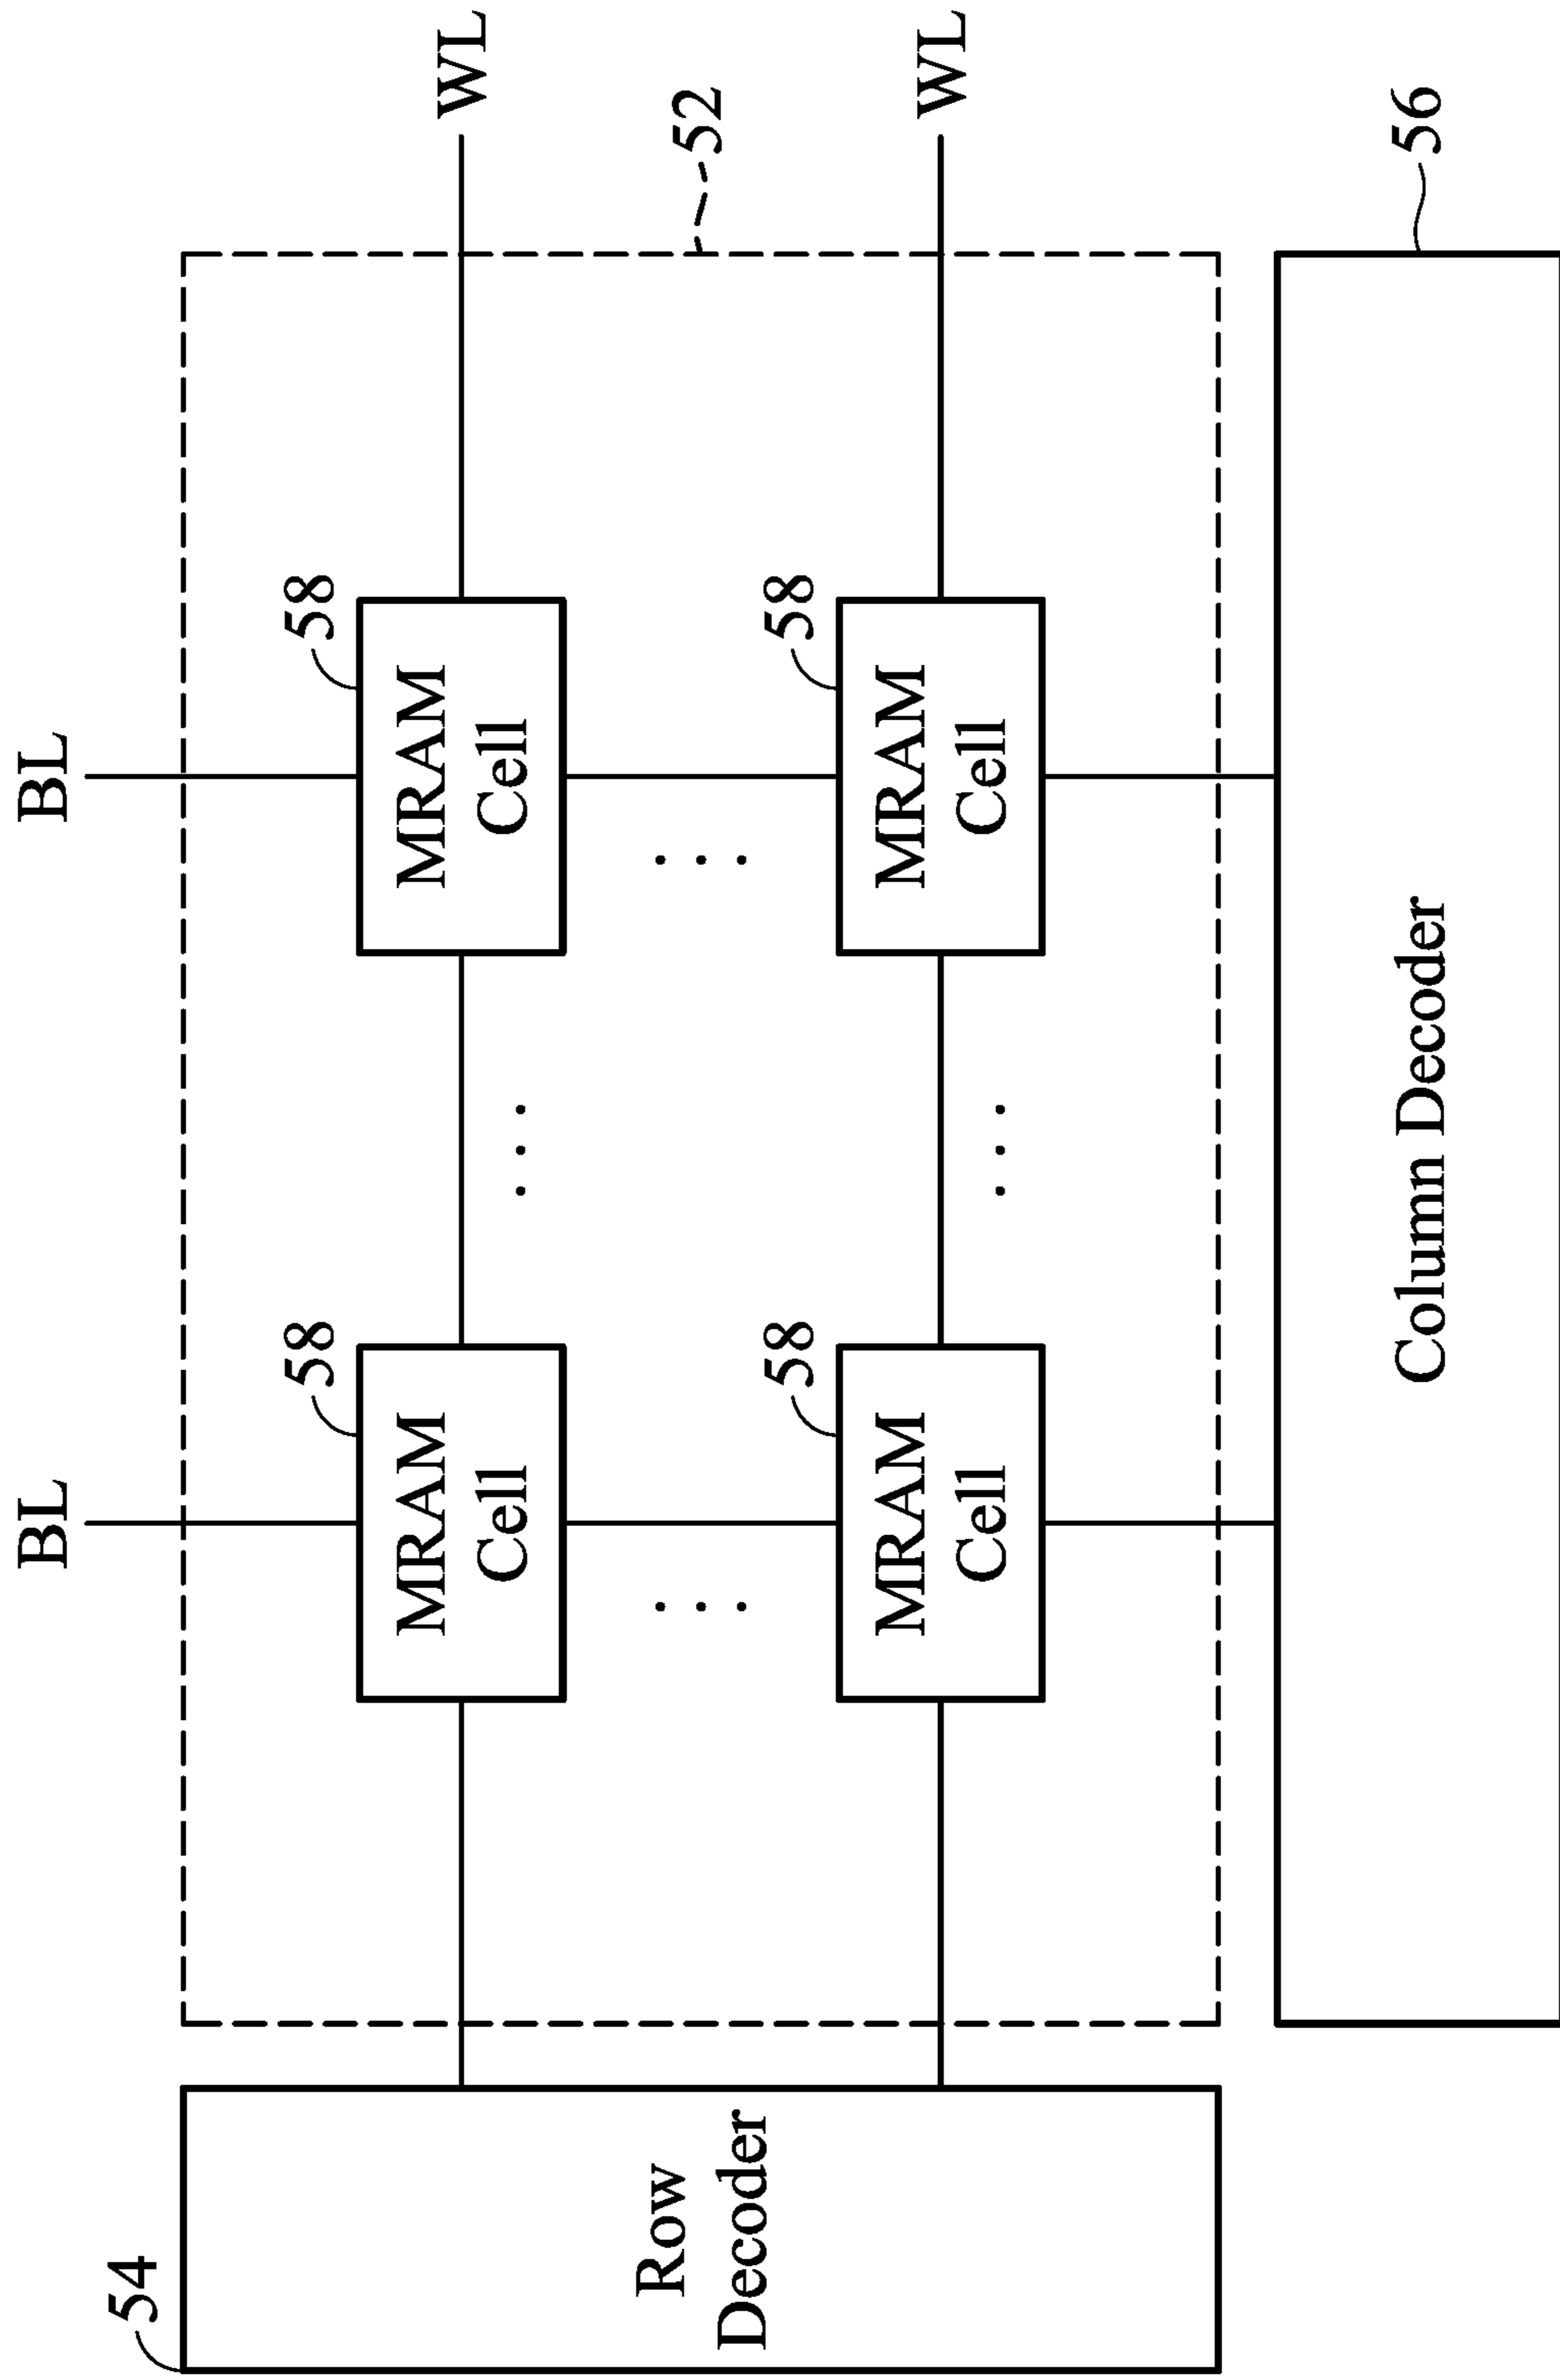 BL
BL
54
58
58
MRAM
Cell
MRAM
Cell
WL
Row
Decoder
...
...
...
...
52
58
58
MRAM
Cell
MRAM
Cell
WL
...
...
Column Decoder
56